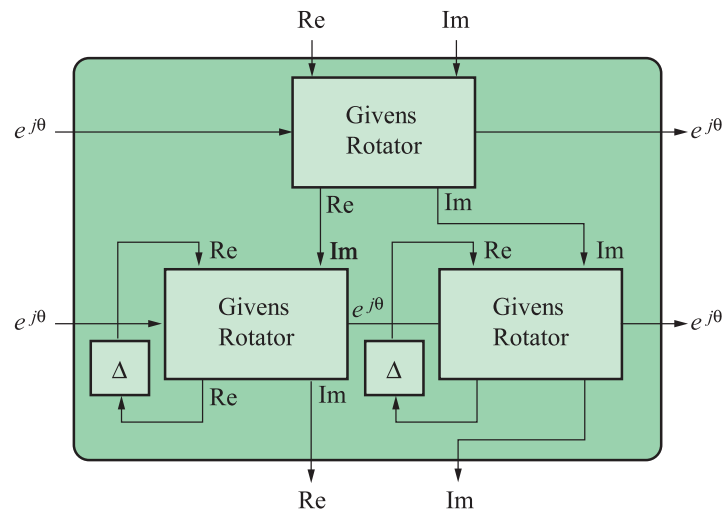 Re Im
e^{jθ} Givens Rotator e^{jθ}
Re Im
Re Im Re Im
e^{jθ} Givens Rotator e^{jθ} Givens Rotator e^{jθ}
Δ Re Im Δ
Re Im